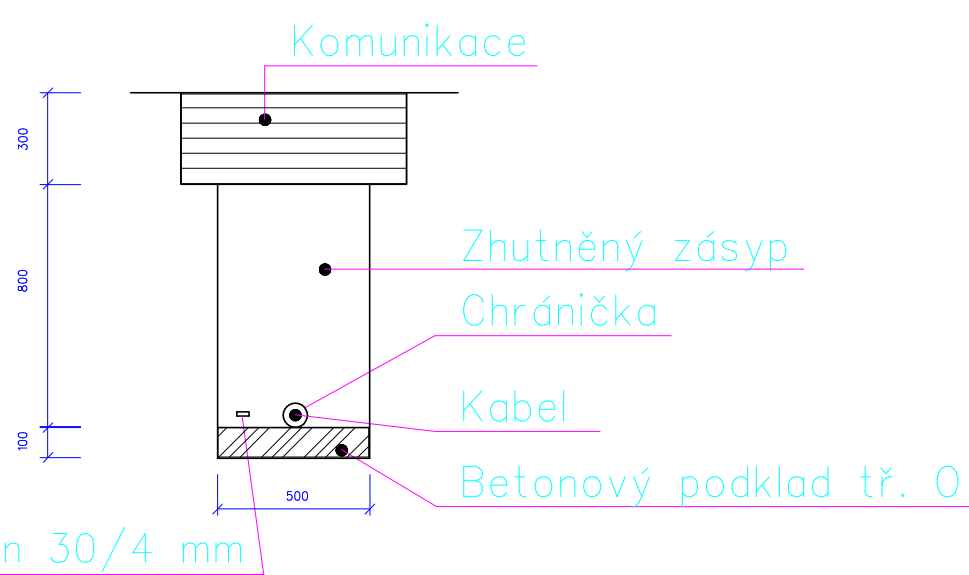 Komunikace
300
Zhutněný zásyp
800
Chránička
Kabel
100
Betonový podklad tř. 0
500
n 30/4 mm